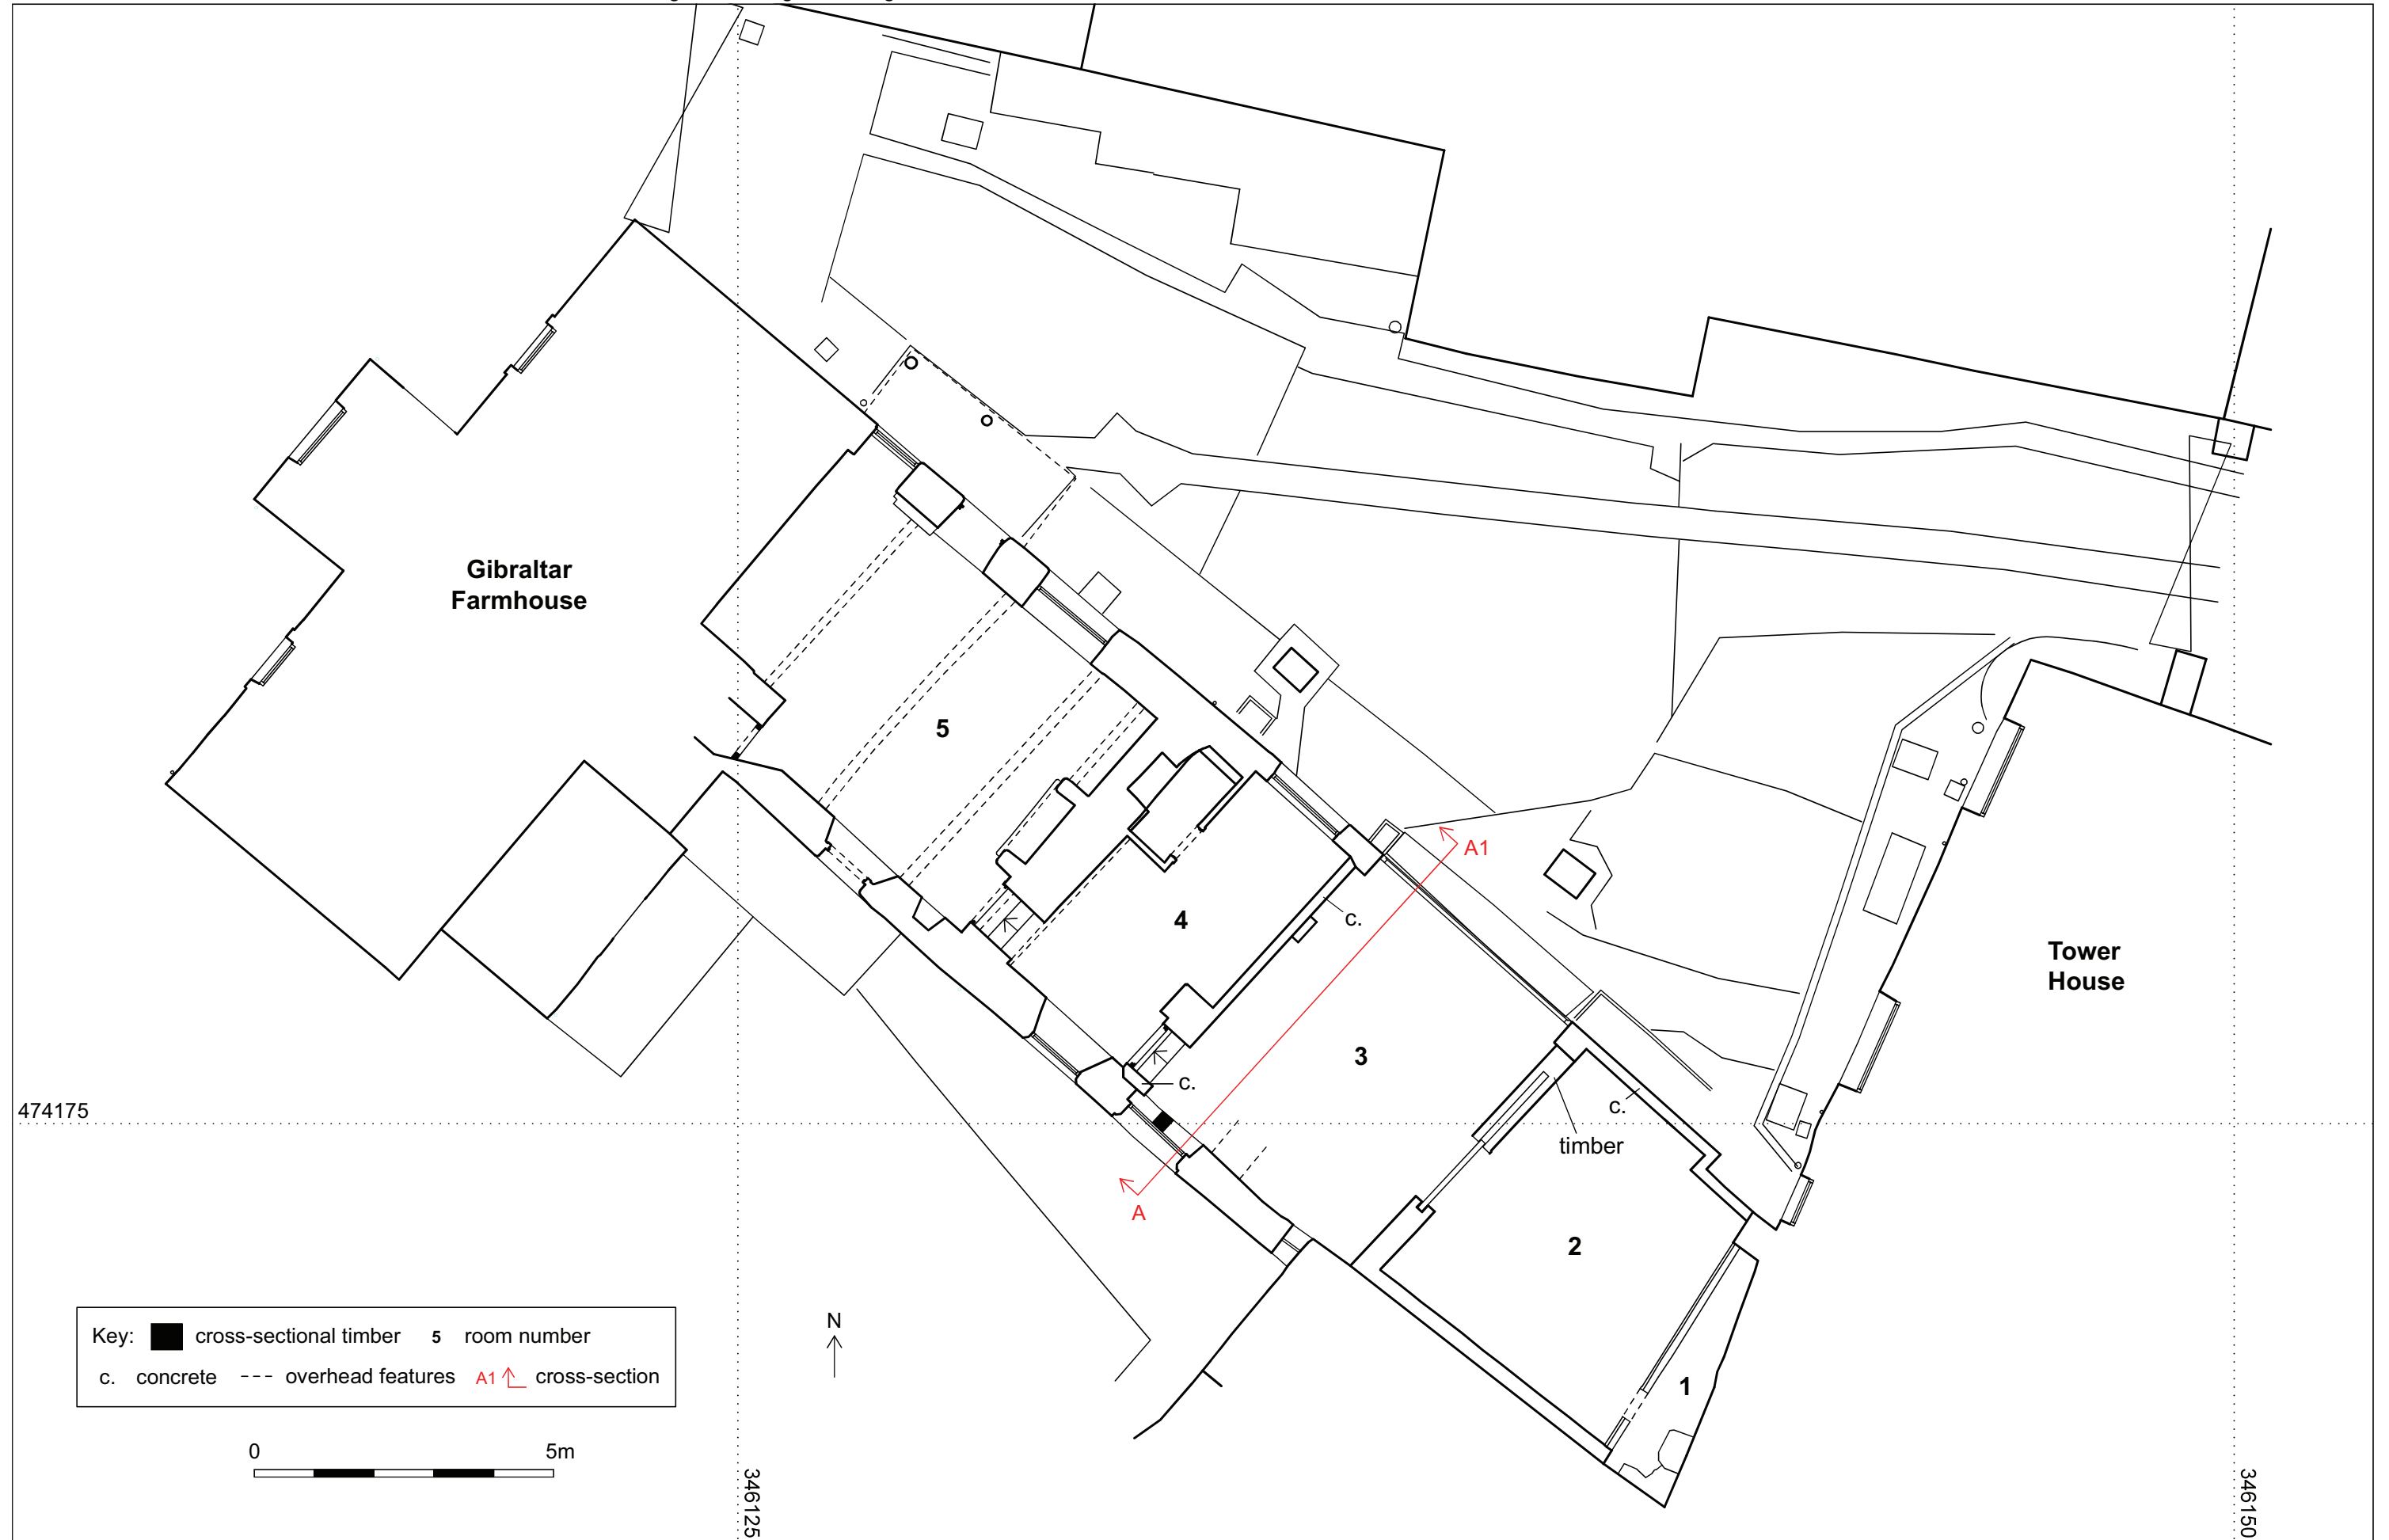 Gibraltar
Farmhouse
5
A1
4
c.
Tower
House
3
c.
474175
c.
timber
A
2
N
1
Key: cross-sectional timber 5 room number
c. concrete overhead features A1 cross-section
0 5m
346125
346150